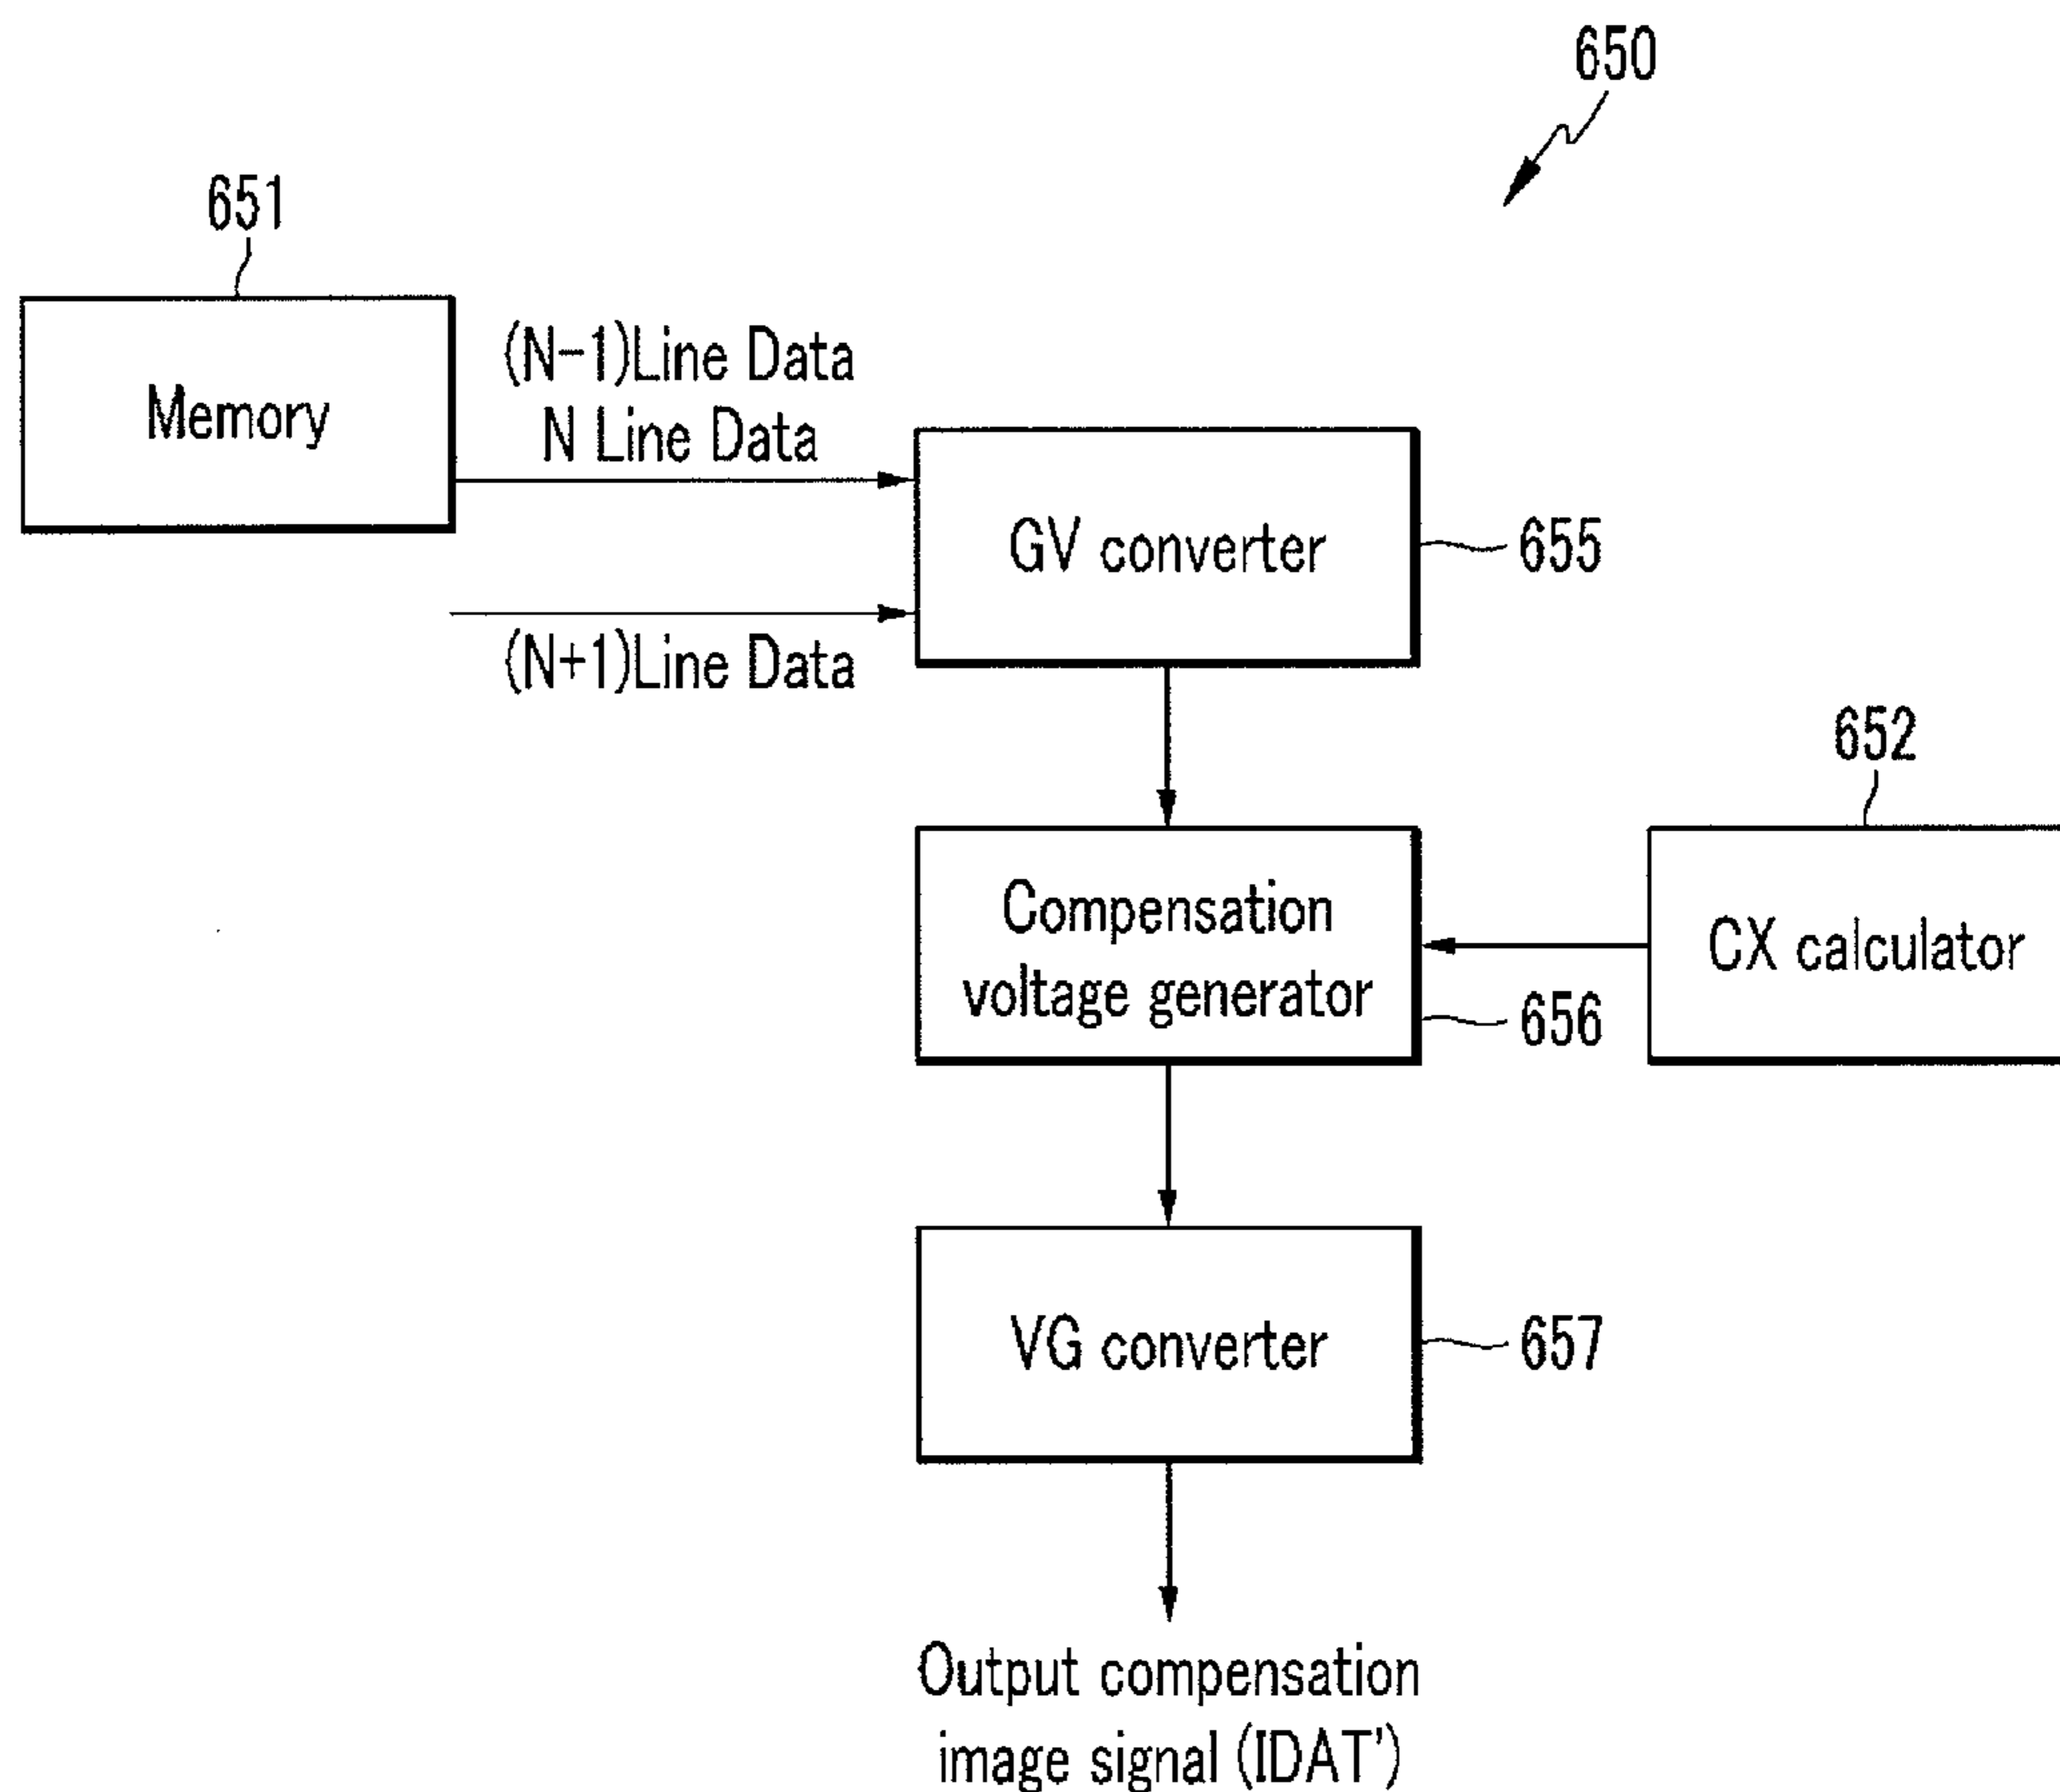 650
651
Memory
(N-1)Line Data
N Line Data
GV converter
655
(N+1)Line Data
652
Compensation
voltage generator
CX calculator
656
VG converter
657
Output compensation
image signal (IDAT')